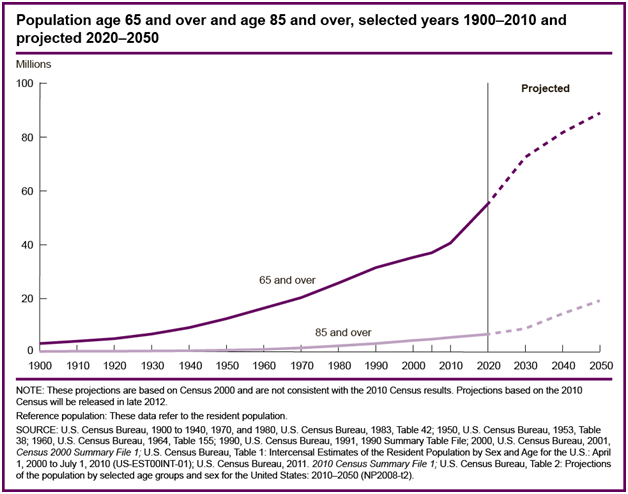 Population age 65 and over and age 85 and over, selected years 1900–2010 and
projected 2020–2050
Millions
100
Projected
80
60
40
65 and over
20
85 and over
0
1900 1910 1920 1930 1940 1950 1960 1970 1980 1990 2000 2010 2020 2030 2040 2050
NOTE: These projections are based on Census 2000 and are not consistent with the 2010 Census results. Projections based on the 2010
Census will be released in late 2012.
Reference population: These data refer to the resident population.
SOURCE: U.S. Census Bureau, 1900 to 1940, 1970, and 1980, U.S. Census Bureau, 1983, Table 42; 1950, U.S. Census Bureau, 1953, Table
38; 1960, U.S. Census Bureau, 1964, Table 155; 1990, U.S. Census Bureau, 1991, 1990 Summary Table File; 2000, U.S. Census Bureau, 2001,
Census 2000 Summary File 1; U.S. Census Bureau, Table 1: Intercensal Estimates of the Resident Population by Sex and Age for the U.S.: April
1, 2000 to July 1, 2010 (US-EST00INT-01); U.S. Census Bureau, 2011. 2010 Census Summary File 1; U.S. Census Bureau, Table 2: Projections
of the population by selected age groups and sex for the United States: 2010–2050 (NP2008-t2).